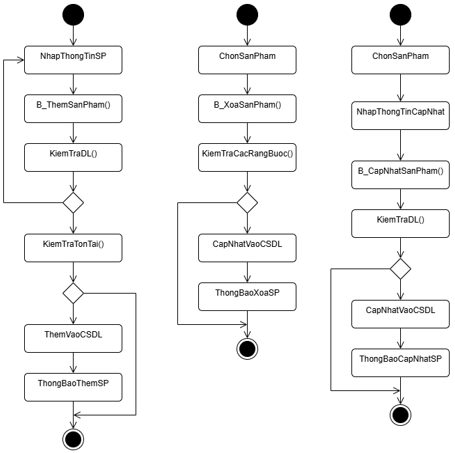 NhapThongTinSP
B_ThemSanPham()
KiemTraDL()
KiemTraTonTai()
ThemVaoCSDL
ThongBaoThemSP
ChonSanPham
B_XoaSanPham()
KiemTraCacRangBuoc()
CapNhatVaoCSDL
ThongBaoXoaSP
ChonSanPham
NhapThongTinCapNhat
B_CapNhatSanPham()
KiemTraDL()
CapNhatVaoCSDL
ThongBaoCapNhatSP